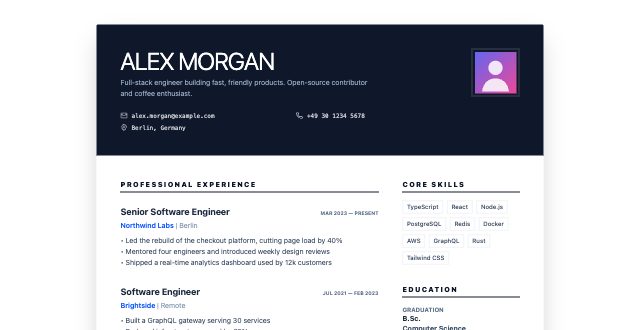 ALEX MORGAN
Full-stack engineer building fast, friendly products. Open-source contributor
and coffee enthusiast.
alex.morgan@example.com
+49 30 1234 5678
Berlin, Germany
PROFESSIONAL EXPERIENCE
Senior Software Engineer
MAR 2023 — PRESENT
Northwind Labs | Berlin
• Led the rebuild of the checkout platform, cutting page load by 40%
• Mentored four engineers and introduced weekly design reviews
• Shipped a real-time analytics dashboard used by 12k customers
Software Engineer
JUL 2021 — FEB 2023
Brightside | Remote
• Built a GraphQL gateway serving 30 services
CORE SKILLS
TypeScript React Node.js
PostgreSQL Redis Docker
AWS GraphQL Rust
Tailwind CSS
EDUCATION
GRADUATION
B.Sc.
Computer Science